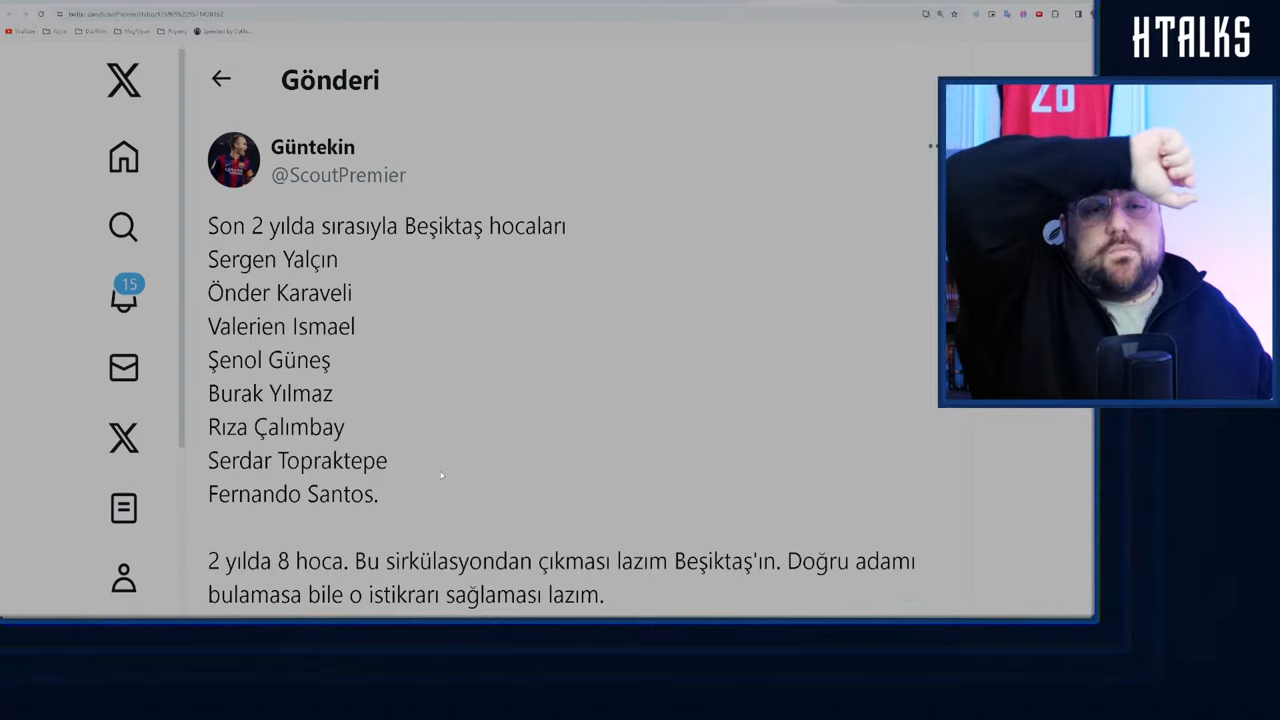 HTALKS
YouTube
Gönderi
28
Güntekin
@ScoutPremier
Son 2 yılda sırasıyla Beşiktaş hocaları
Sergen Yalçın
15
Önder Karaveli
Valerien Ismael
Şenol Güneş
Burak Yılmaz
Rıza Çalımbay
Serdar Topraktepe
Fernando Santos.
2 yılda 8 hoca. Bu sirkülasyondan çıkması lazım Beşiktaş'ın. Doğru adamı
bulamasa bile o istikrarı sağlaması lazım.